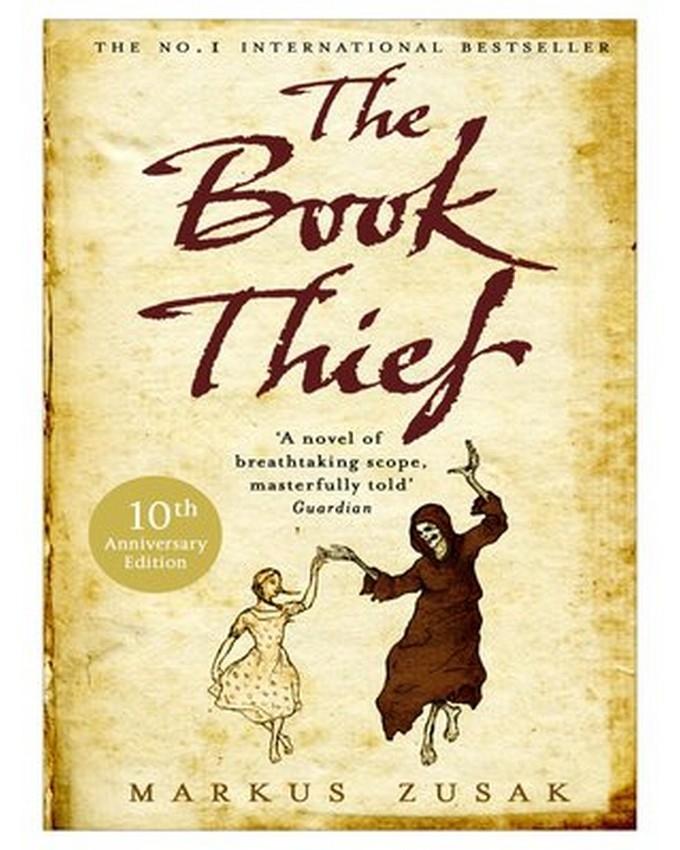 THE NO.1 INTERNATIONAL BESTSELLER
The
Book
Thief
'A novel of
breathtaking scope,
masterfully told'
Guardian
10th
Anniversary
Edition
MARKUS ZUSAK